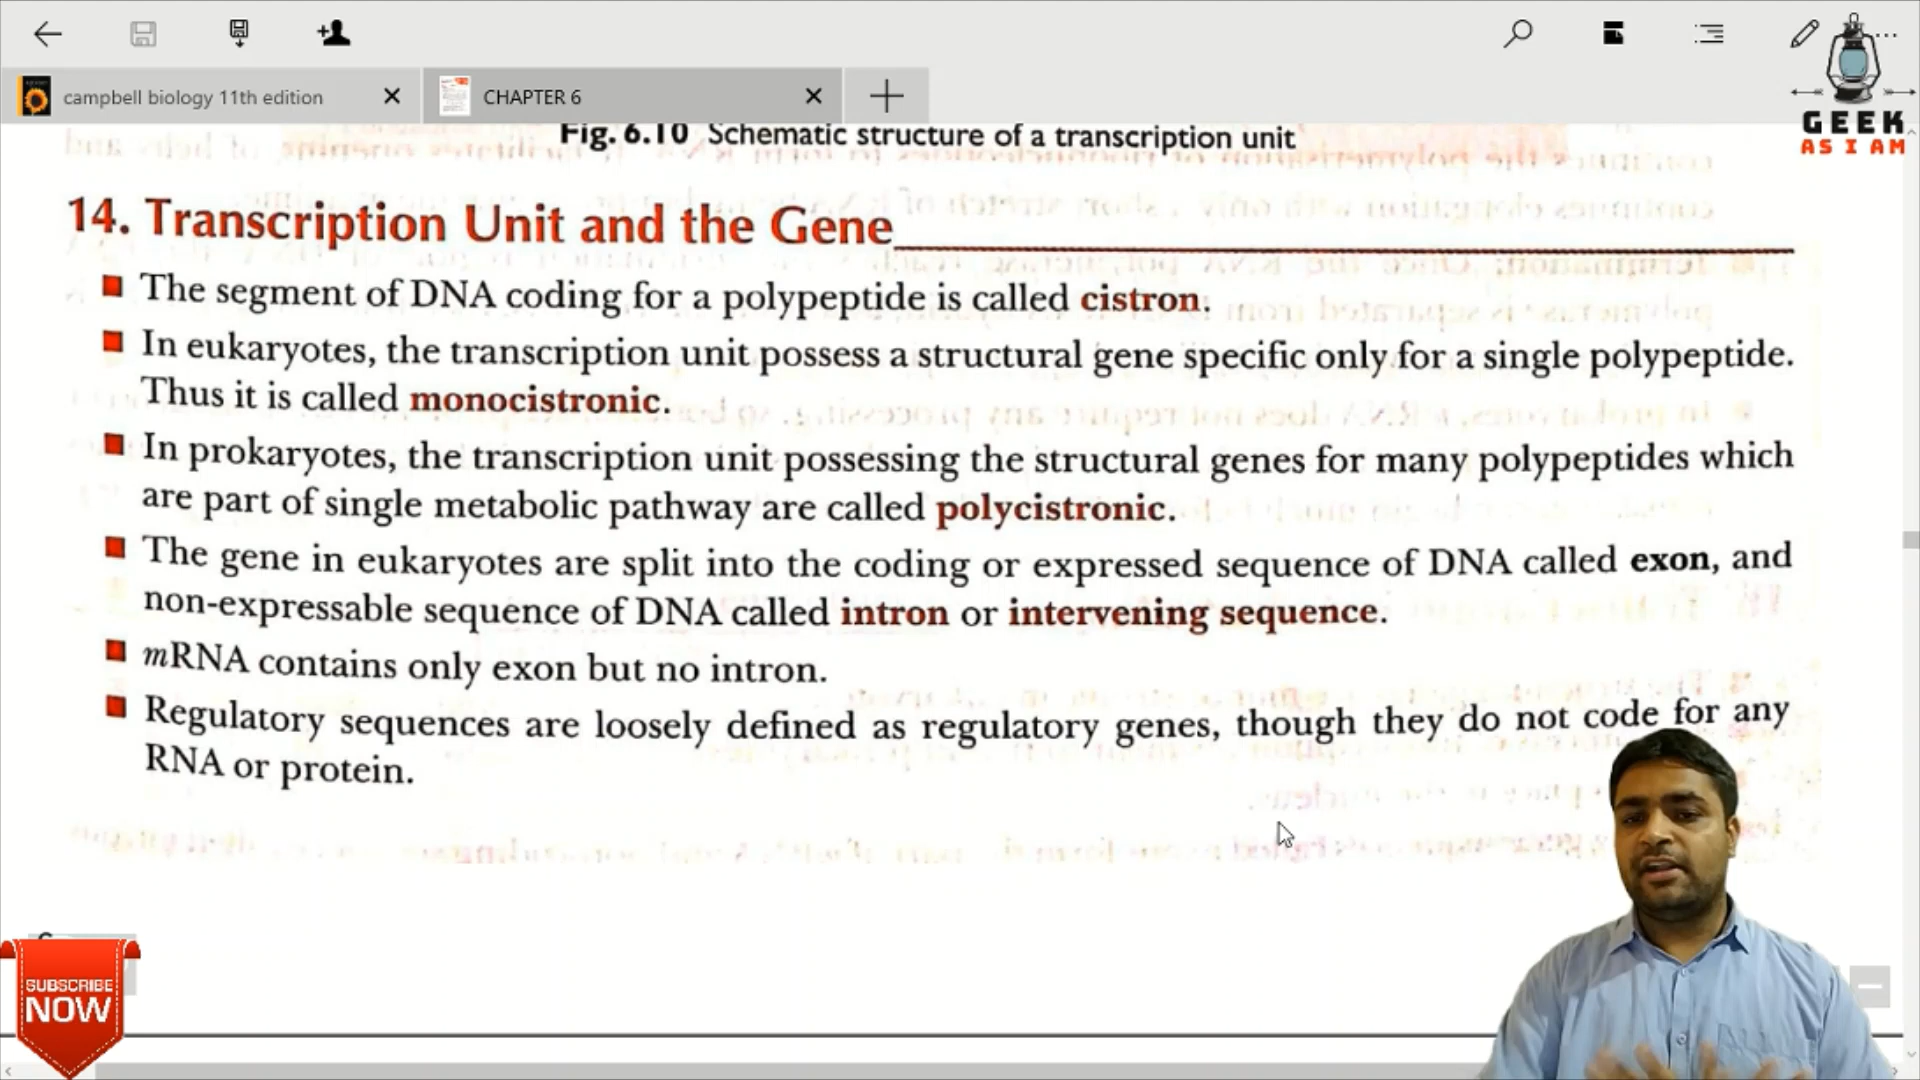 campbell biology 11th edition
CHAPTER 6
GEEK
AS I AM
Fig. 6.10 Schematic structure of a transcription unit
14. Transcription Unit and the Gene
The segment of DNA coding for a polypeptide is called cistron.
In eukaryotes, the transcription unit possess a structural gene specific only for a single polypeptide.
Thus it is called monocistronic.
In prokaryotes, the transcription unit possessing the structural genes for many polypeptides which
are part of single metabolic pathway are called polycistronic.
The gene in eukaryotes are split into the coding or expressed sequence of DNA called exon, and
non-expressable sequence of DNA called intron or intervening sequence.
mRNA contains only exon but no intron.
Regulatory sequences are loosely defined as regulatory genes, though they do not code for any
RNA or protein.
SUBSCRIBE
NOW